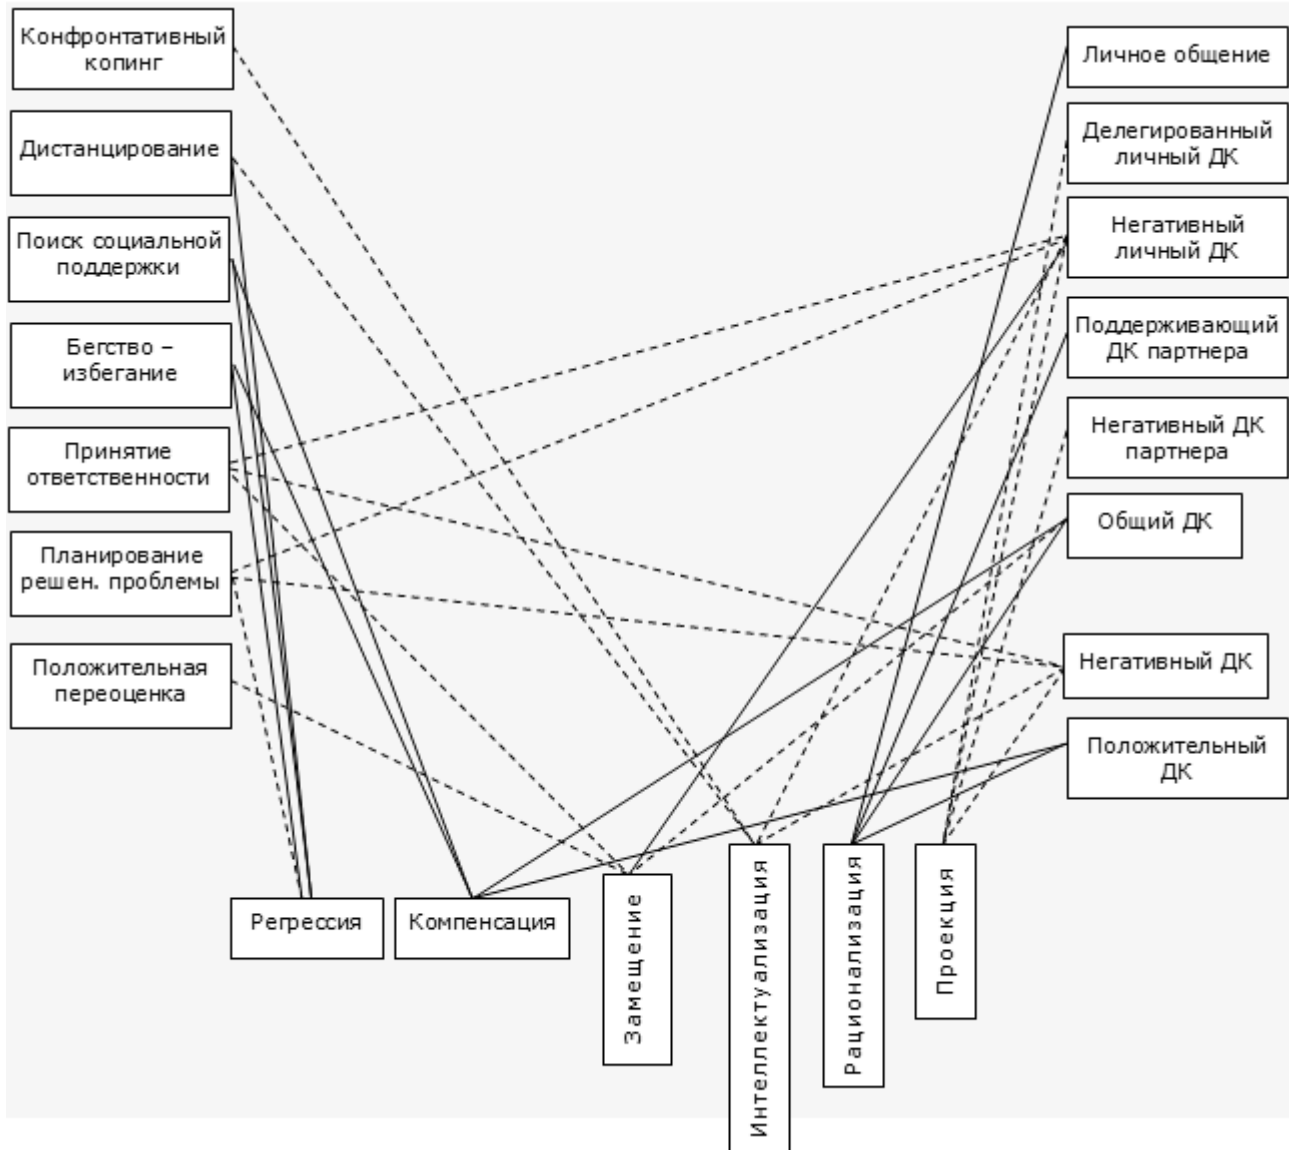 Конфронтативный
копинг
Дистанцирование
Поиск социальной
поддержки
Бегство –
избегание
Принятие
ответственности
Планирование
решен. проблемы
Положительная
переоценка
Личное общение
Делегированный
личный ДК
Негативный
личный ДК
Поддерживающий
ДК партнера
Негативный ДК
партнера
Общий ДК
Негативный ДК
Положительный
ДК
Регрессия
Компенсация
Замещение
Интеллектуализация
Рационализация
Проекция